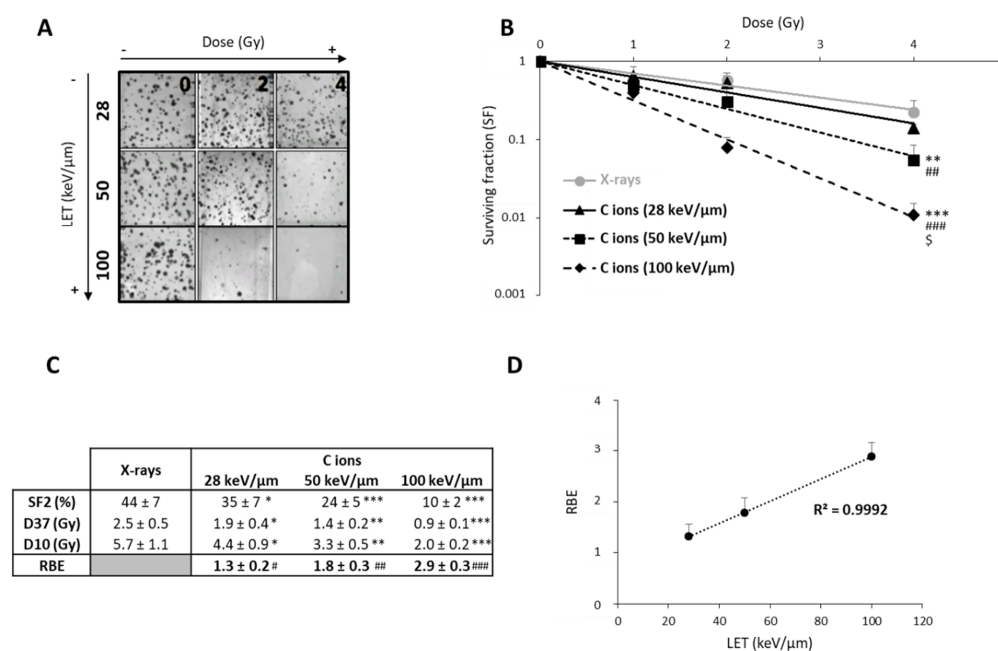 A
Dose (Gy)
- +
-
LET (keV/µm)
+
0 2 4
28
50
100
B
Dose (Gy)
0 1 2 3 4
Suriving fraction (SF)
1
0.1
0.01
0.001
X-rays
C ions (28 keV/µm)
C ions (50 keV/µm)
C ions (100 keV/µm)
**
##
***
###
$
C
X-rays C ions
28 keV/µm 50 keV/µm 100 keV/µm
SF2 (%) 44 ± 7 35 ± 7 * 24 ± 5 *** 10 ± 2 ***
D37 (Gy) 2.5 ± 0.5 1.9 ± 0.4 * 1.4 ± 0.2 ** 0.9 ± 0.1 ***
D10 (Gy) 5.7 ± 1.1 4.4 ± 0.9 * 3.3 ± 0.5 ** 2.0 ± 0.2 ***
RBE 1.3 ± 0.2 # 1.8 ± 0.3 ## 2.9 ± 0.3 ###
D
RBE
4
3
2
1
0
R² = 0.9992
0 20 40 60 80 100 120
LET (keV/µm)